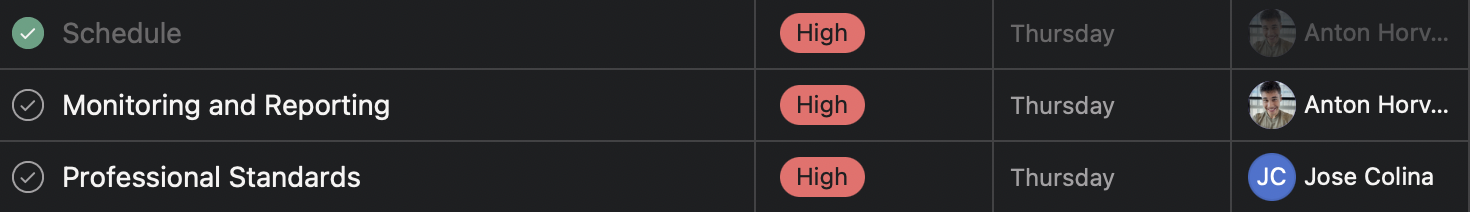 Schedule High Thursday Anton Horv...
Monitoring and Reporting High Thursday Anton Horv...
Professional Standards High Thursday JC Jose Colina